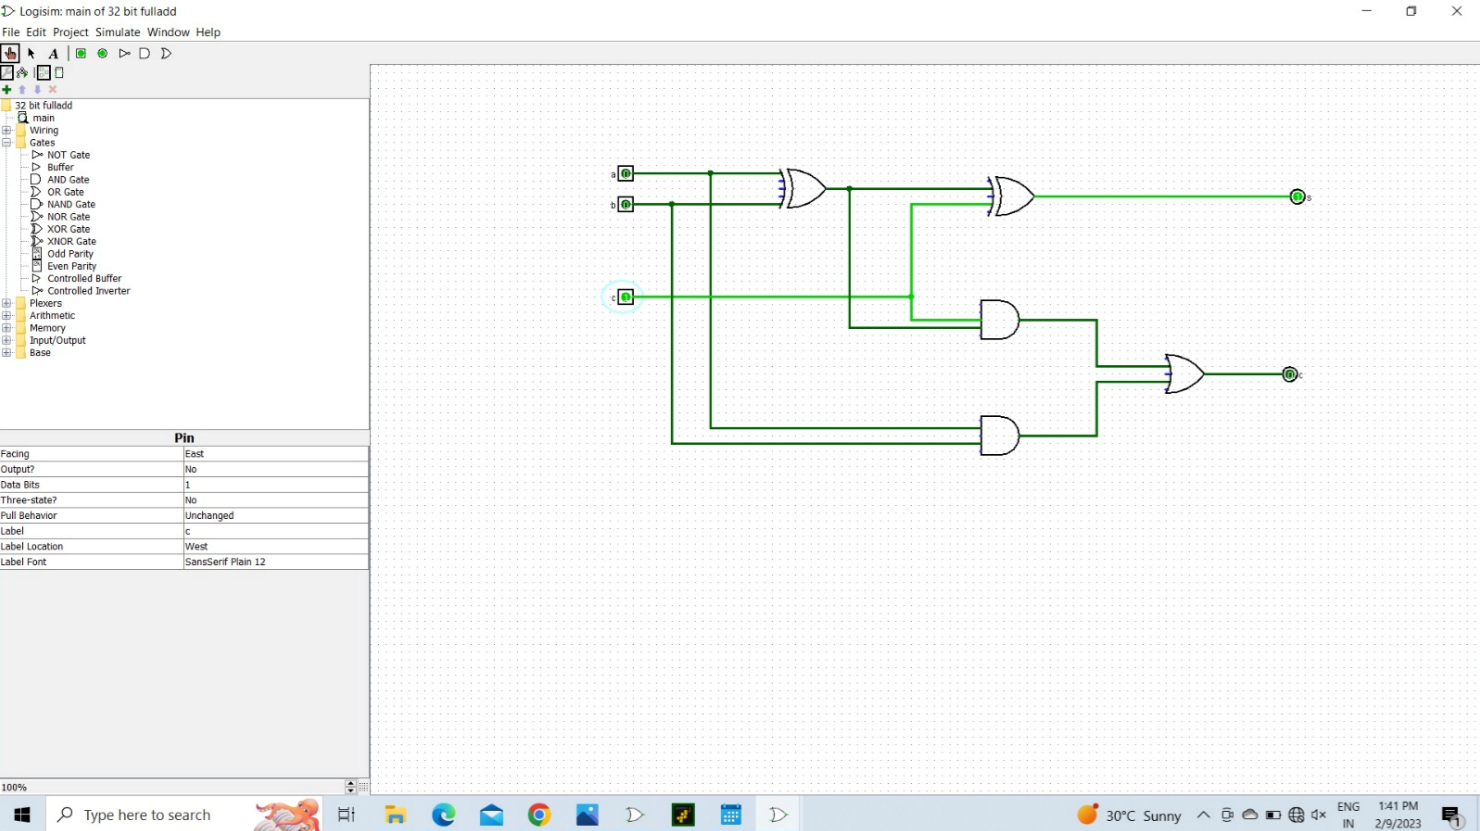 Logisim: main of 32 bit fulladd
File Edit Project Simulate Window Help
A
32 bit fulladd
main
Wiring
Gates
NOT Gate
Buffer
AND Gate
OR Gate
NAND Gate
NOR Gate
XOR Gate
XNOR Gate
Odd Parity
Even Parity
Controlled Buffer
Controlled Inverter
Plexers
Arithmetic
Memory
Input/Output
Base
Pin
Facing East
Output? No
Data Bits 1
Three-state? No
Pull Behavior Unchanged
Label c
Label Location West
Label Font SansSerif Plain 12
100%
a
b
c
s
c
Type here to search
30°C Sunny
ENG
IN
1:41 PM
2/9/2023
1